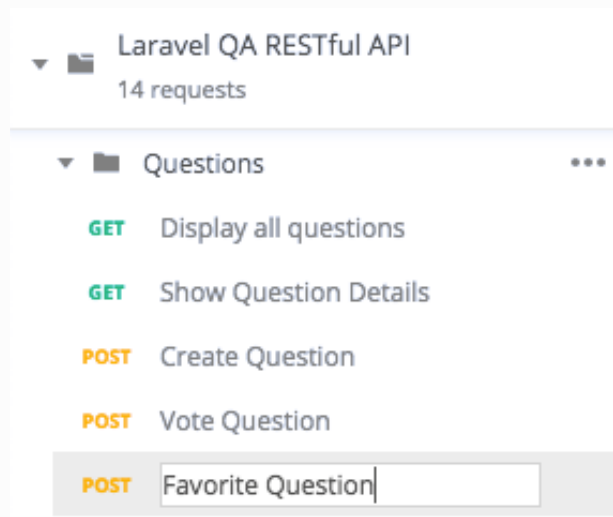 Laravel QA RESTful API
14 requests
Questions
GET Display all questions
GET Show Question Details
POST Create Question
POST Vote Question
POST Favorite Question